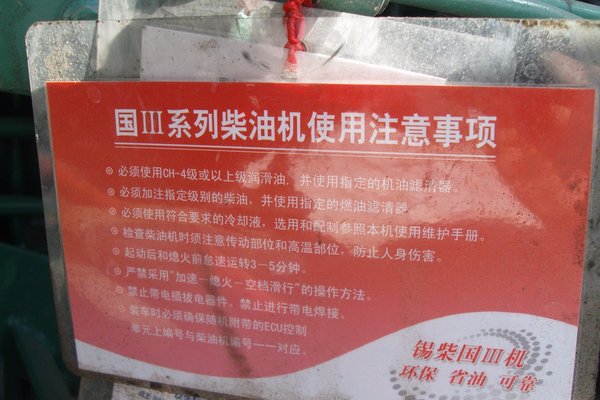 国III系列柴油机使用注意事项
必须使用CH-4级或以上级润滑油，并使用指定的机油滤清器。
必须加注指定级别的柴油，并使用指定的燃油滤清器。
必须使用符合要求的冷却液，选用和配制参照本机使用维护手册。
检查柴油机时须注意传动部位和高温部位，防止人身伤害。
起动后和熄火前怠速运转3—5分钟。
严禁采用"加速—熄火—空档滑行"的操作方法。
禁止带电插拔电器件、禁止进行带电焊接。
装车时必须确保随机附带的ECU控制
单元上编号与柴油机编号一一对应。
锡柴国III机
环保 省油 可靠